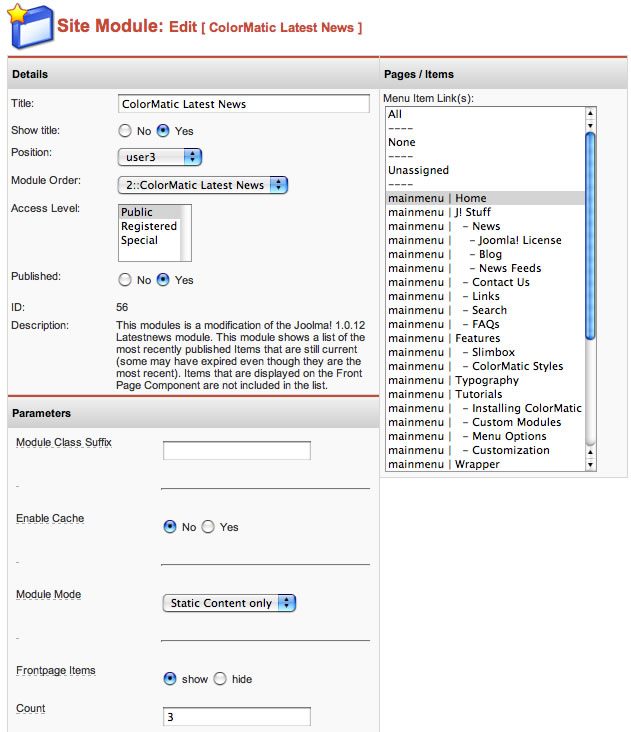 Site Module: Edit [ ColorMatic Latest News ]
Details
Title: ColorMatic Latest News
Show title: No Yes
Position: user3
Module Order: 2::ColorMatic Latest News
Access Level: Public
Registered
Special
Published: No Yes
ID: 56
Description: This modules is a modification of the Joolma! 1.0.12
Latestnews module. This module shows a list of the
most recently published Items that are still current
(some may have expired even though they are the
most recent). Items that are displayed on the Front
Page Component are not included in the list.
Parameters
Module Class Suffix
-
Enable Cache No Yes
-
Module Mode Static Content only
-
Frontpage Items show hide
Count 3
Pages / Items
Menu Item Link(s):
All
----
None
----
Unassigned
----
mainmenu | Home
mainmenu | J! Stuff
mainmenu | - News
mainmenu | - Joomla! License
mainmenu | - Blog
mainmenu | - News Feeds
mainmenu | - Contact Us
mainmenu | - Links
mainmenu | - Search
mainmenu | - FAQs
mainmenu | Features
mainmenu | - Slimbox
mainmenu | - ColorMatic Styles
mainmenu | Typography
mainmenu | Tutorials
mainmenu | - Installing ColorMatic
mainmenu | - Custom Modules
mainmenu | - Menu Options
mainmenu | - Customization
mainmenu | Wrapper